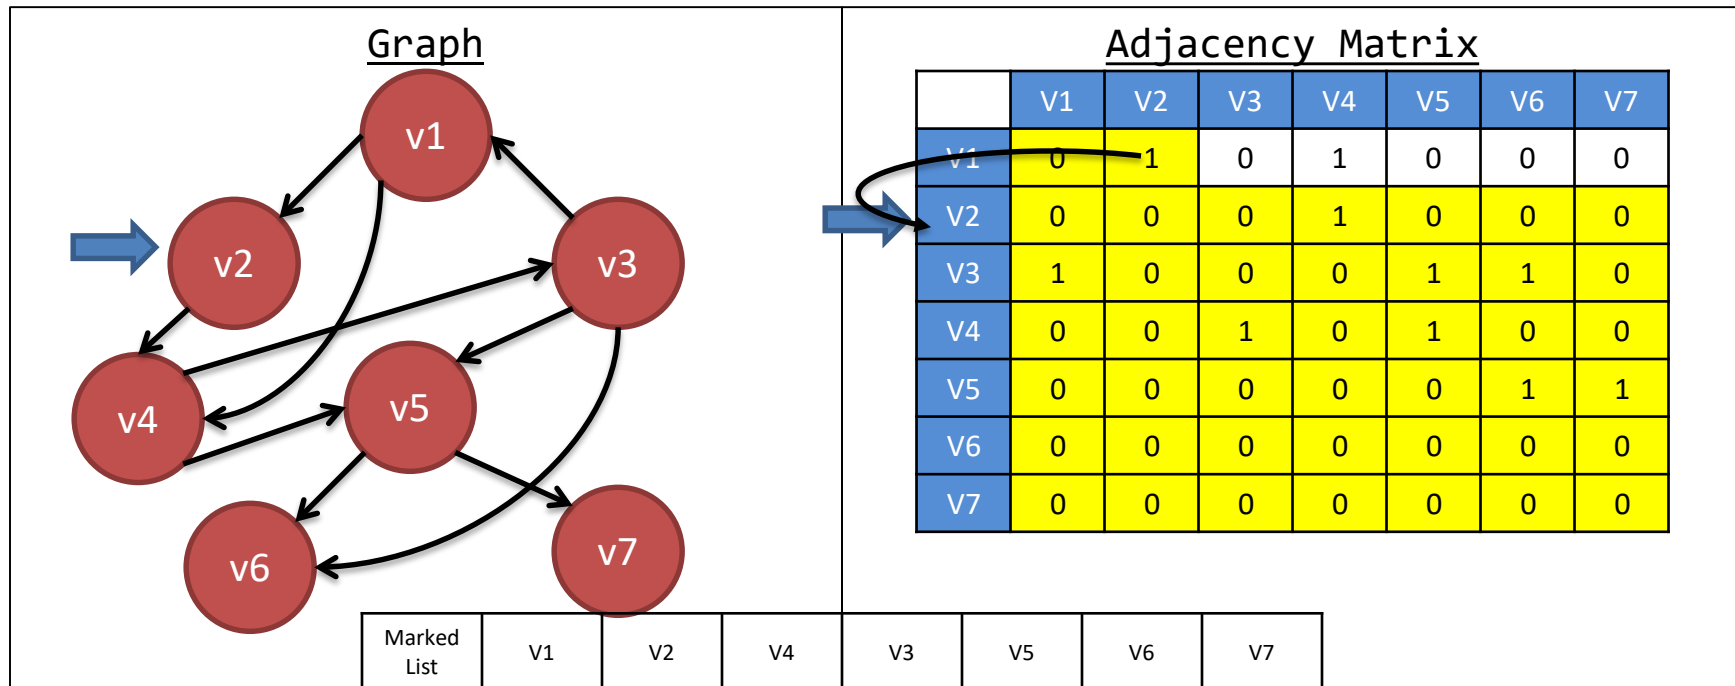 Graph
v1
v2
v3
v4
v5
v6
v7
Adjacency Matrix
V1 V2 V3 V4 V5 V6 V7
V1 0 1 0 1 0 0 0
V2 0 0 0 1 0 0 0
V3 1 0 0 0 1 1 0
V4 0 0 1 0 1 0 0
V5 0 0 0 0 0 1 1
V6 0 0 0 0 0 0 0
V7 0 0 0 0 0 0 0
Marked
List
V1 V2 V4 V3 V5 V6 V7